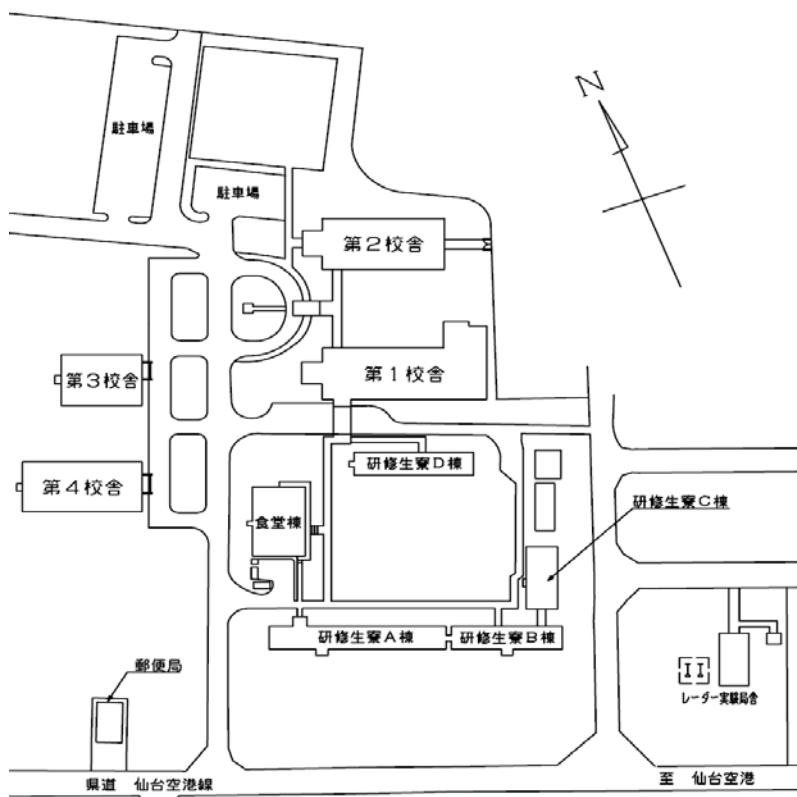 N
駐車場
駐車場
第2校舎
第1校舎
第3校舎
第4校舎
研修生寮D棟
食堂棟
研修生寮C棟
研修生寮A棟
研修生寮B棟
郵便局
レーダー実験局舎
県道 仙台空港線
至 仙台空港